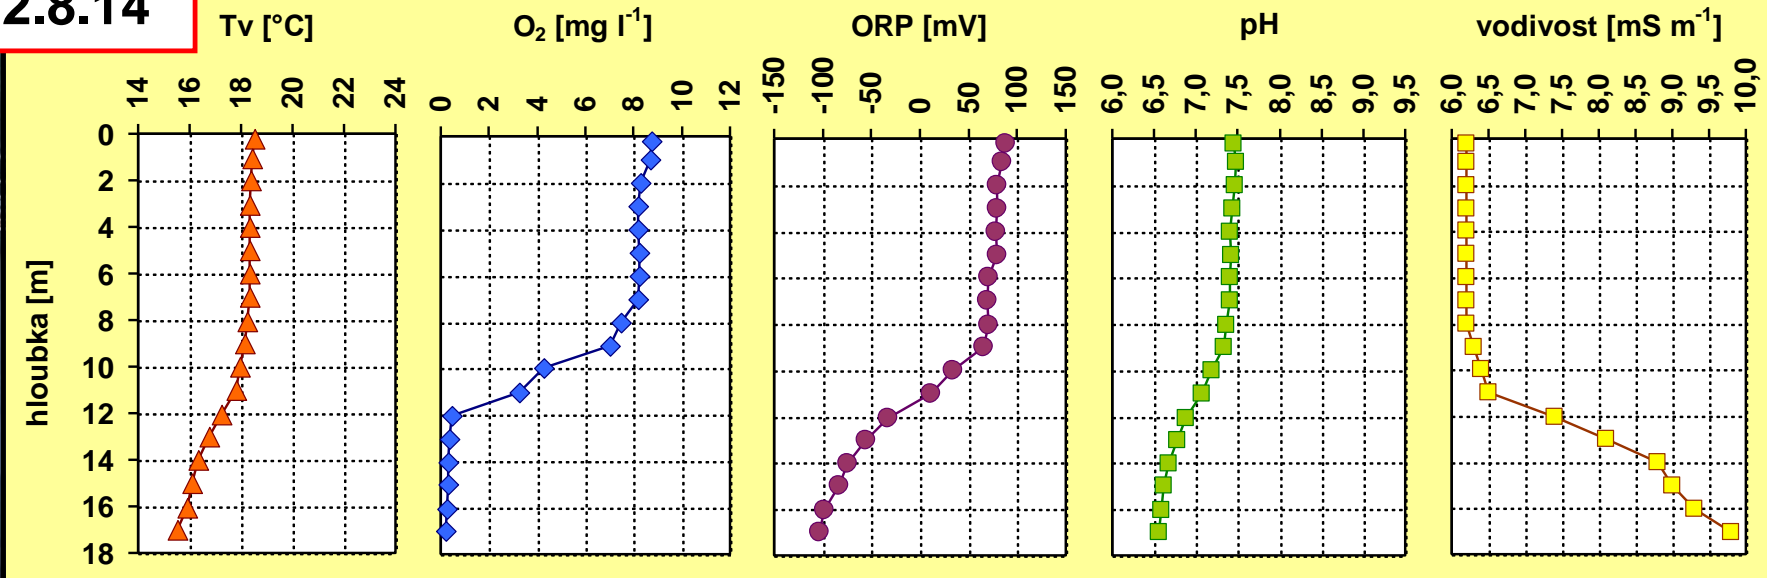 2.8.14
Tv [°C]
O₂ [mg l⁻¹]
ORP [mV]
pH
vodivost [mS m⁻¹]
14 16 18 20 22 24
0 2 4 6 8 10 12
-150 -100 -50 0 50 100 150
6,0 6,5 7,0 7,5 8,0 8,5 9,0 9,5
6,0 6,5 7,0 7,5 8,0 8,5 9,0 9,5 10,0
hloubka [m]
0
2
4
6
8
10
12
14
16
18